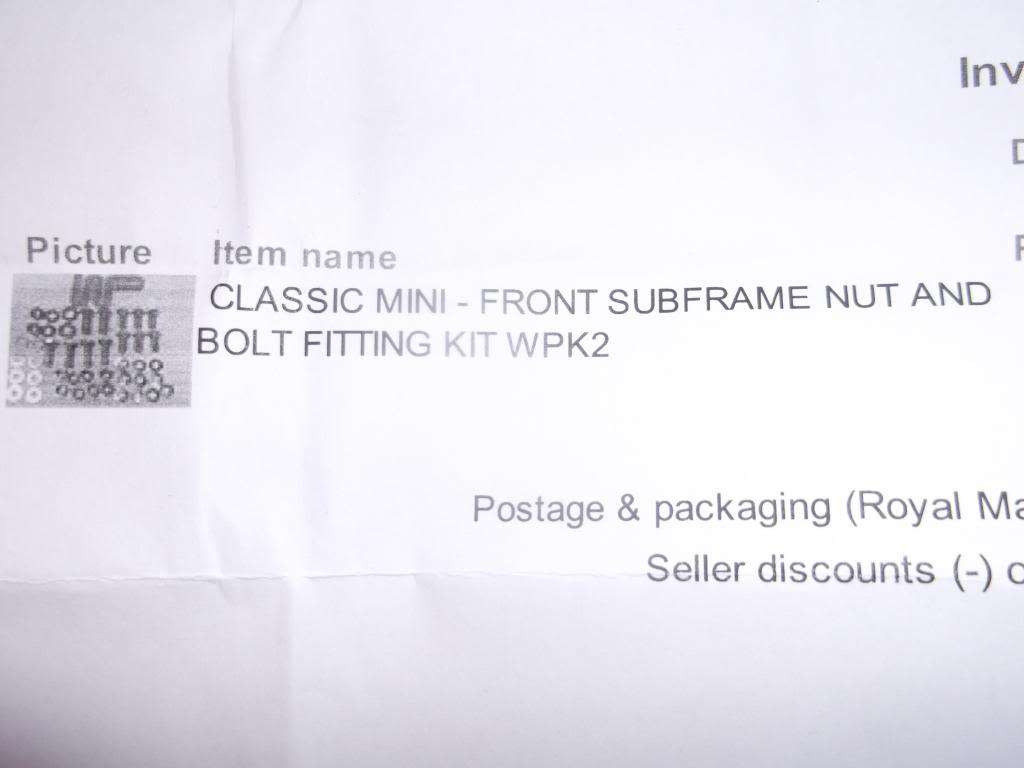 Inv
D
Picture Item name
F
CLASSIC MINI - FRONT SUBFRAME NUT AND
BOLT FITTING KIT WPK2
Postage & packaging (Royal Ma
Seller discounts (-) c